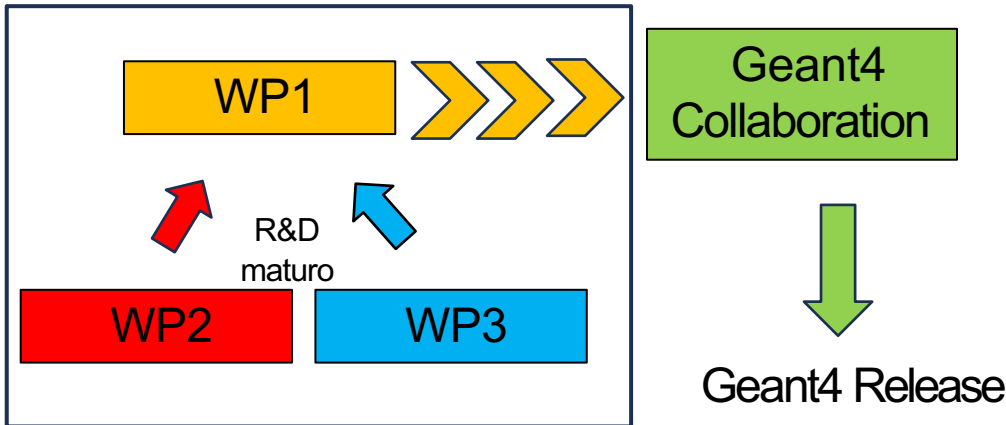 WP1
Geant4
Collaboration
R&D
maturo
WP2
WP3
Geant4 Release